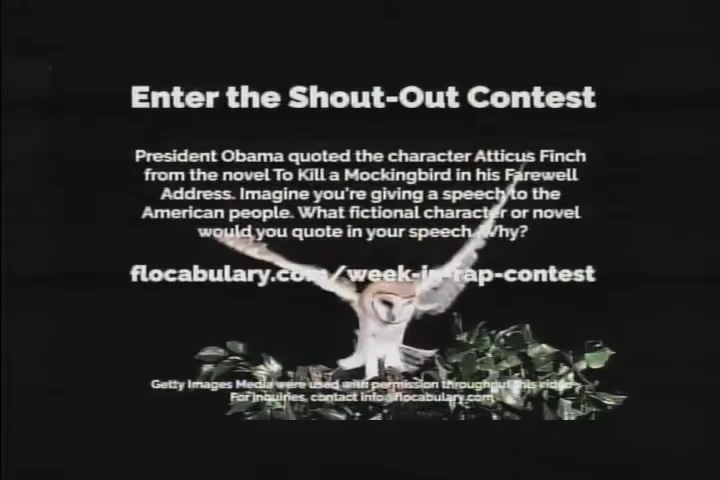 Enter the Shout-Out Contest
President Obama quoted the character Atticus Finch
from the novel To Kill a Mockingbird in his Farewell
Address. Imagine you're giving a speech to the
American people. What fictional character or novel
would you quote in your speech. Why?
flocabulary.com/week-in-rap-contest
Getty Images Media were used with permission throughout this video.
For inquiries, contact info@flocabulary.com